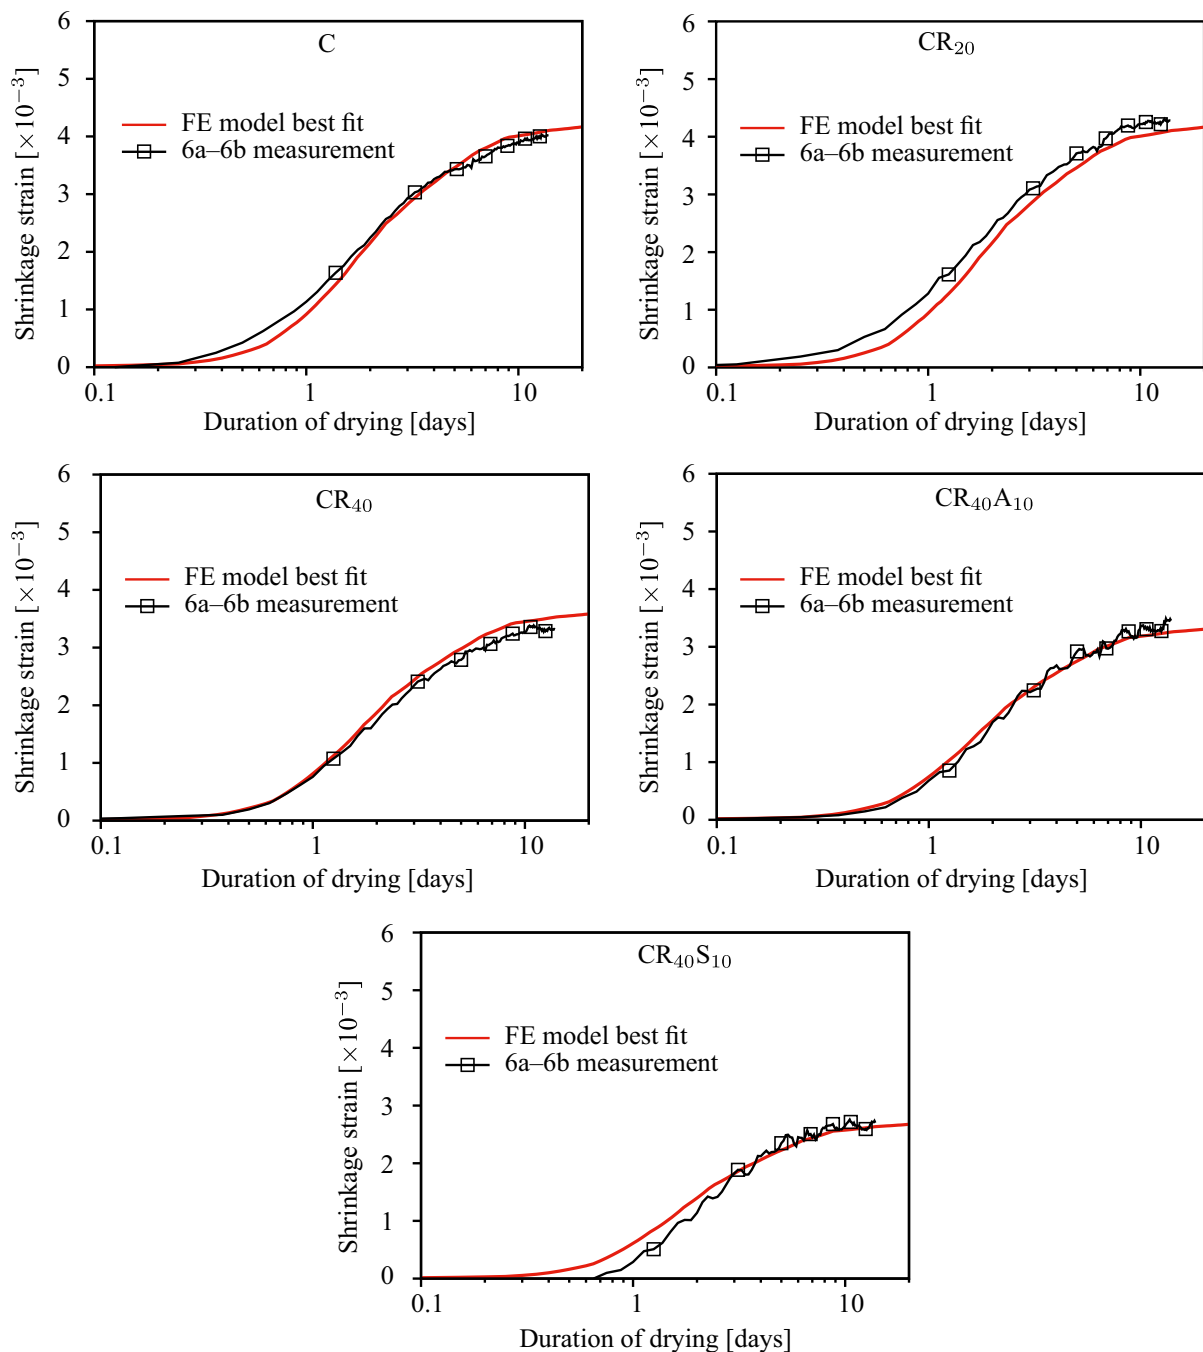 C
Shrinkage strain [×10−3]
6
5
4
3
2
1
0
FE model best fit
6a–6b measurement
0.1
1
10
Duration of drying [days]
CR20
Shrinkage strain [×10−3]
6
5
4
3
2
1
0
FE model best fit
6a–6b measurement
0.1
1
10
Duration of drying [days]
CR40
Shrinkage strain [×10−3]
6
5
4
3
2
1
0
FE model best fit
6a–6b measurement
0.1
1
10
Duration of drying [days]
CR40A10
Shrinkage strain [×10−3]
6
5
4
3
2
1
0
FE model best fit
6a–6b measurement
0.1
1
10
Duration of drying [days]
CR40S10
Shrinkage strain [×10−3]
6
5
4
3
2
1
0
FE model best fit
6a–6b measurement
0.1
1
10
Duration of drying [days]